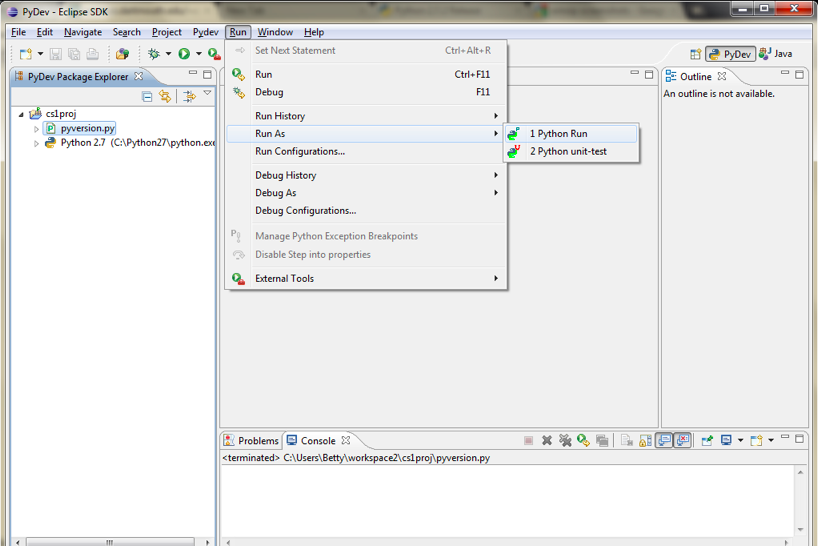 PyDev - Eclipse SDK
File Edit Navigate Search Project Pydev Run Window Help
PyDev Java
PyDev Package Explorer
cs1proj
pyversion.py
Python 2.7 (C:\Python27\python.exe
Set Next Statement Ctrl+Alt+R
Run Ctrl+F11
Debug F11
Run History
Run As
Run Configurations...
Debug History
Debug As
Debug Configurations...
Manage Python Exception Breakpoints
Disable Step into properties
External Tools
1 Python Run
2 Python unit-test
Outline
An outline is not available.
Problems Console
<terminated> C:\Users\Betty\workspace2\cs1proj\pyversion.py